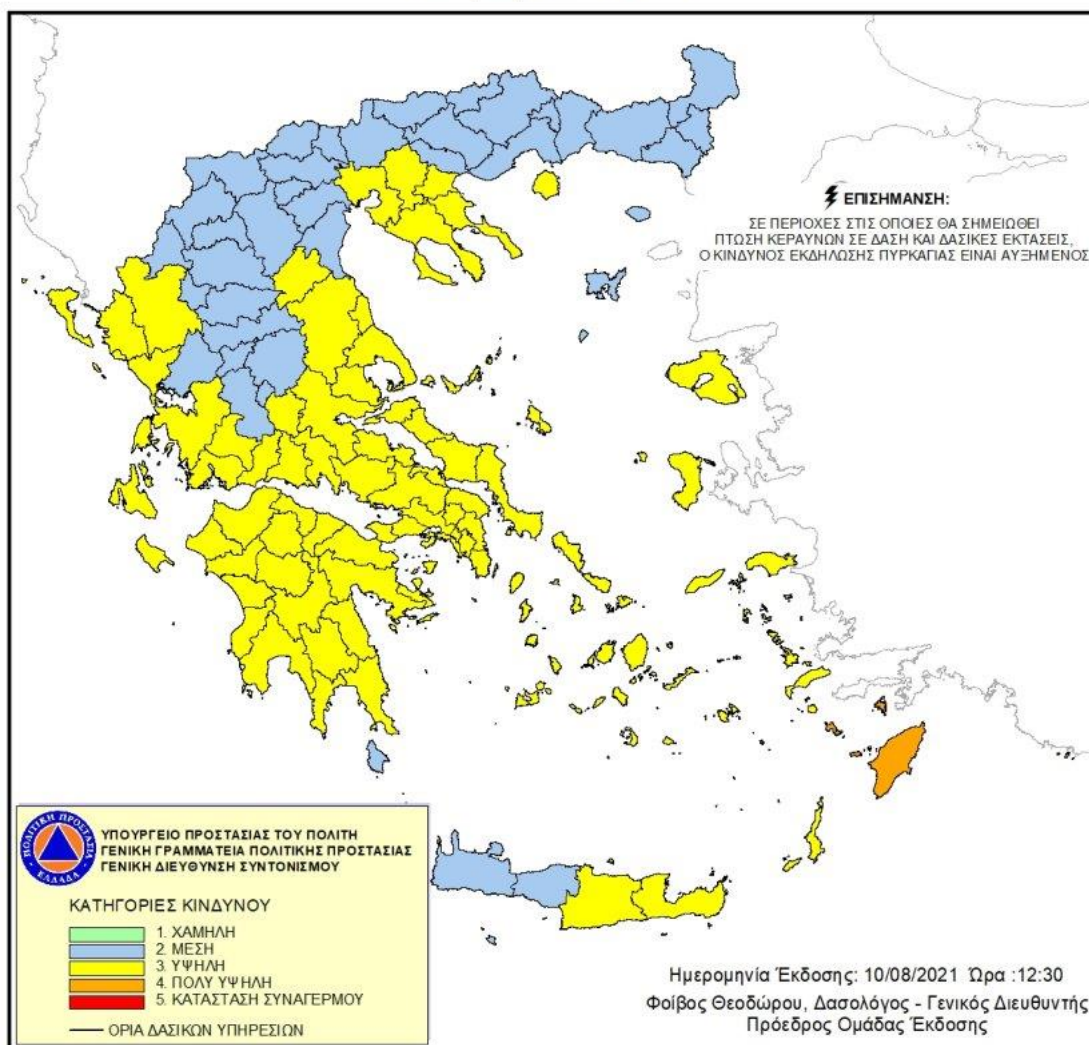 ⚡ ΕΠΙΣΗΜΑΝΣΗ:
ΣΕ ΠΕΡΙΟΧΕΣ ΣΤΙΣ ΟΠΟΙΕΣ ΘΑ ΣΗΜΕΙΩΘΕΙ
ΠΤΩΣΗ ΚΕΡΑΥΝΩΝ ΣΕ ΔΑΣΗ ΚΑΙ ΔΑΣΙΚΕΣ ΕΚΤΑΣΕΙΣ,
Ο ΚΙΝΔΥΝΟΣ ΕΚΔΗΛΩΣΗΣ ΠΥΡΚΑΓΙΑΣ ΕΙΝΑΙ ΑΥΞΗΜΕΝΟΣ
ΠΟΛΙΤΙΚΗ ΠΡΟΣΤΑΣΙΑ
ΕΛΛΑΔΑ
ΥΠΟΥΡΓΕΙΟ ΠΡΟΣΤΑΣΙΑΣ ΤΟΥ ΠΟΛΙΤΗ
ΓΕΝΙΚΗ ΓΡΑΜΜΑΤΕΙΑ ΠΟΛΙΤΙΚΗΣ ΠΡΟΣΤΑΣΙΑΣ
ΓΕΝΙΚΗ ΔΙΕΥΘΥΝΣΗ ΣΥΝΤΟΝΙΣΜΟΥ
ΚΑΤΗΓΟΡΙΕΣ ΚΙΝΔΥΝΟΥ
1. ΧΑΜΗΛΗ
2. ΜΕΣΗ
3. ΥΨΗΛΗ
4. ΠΟΛΥ ΥΨΗΛΗ
5. ΚΑΤΑΣΤΑΣΗ ΣΥΝΑΓΕΡΜΟΥ
ΟΡΙΑ ΔΑΣΙΚΩΝ ΥΠΗΡΕΣΙΩΝ
Ημερομηνία Έκδοσης: 10/08/2021 Ώρα :12:30
Φοίβος Θεοδώρου, Δασολόγος - Γενικός Διευθυντής
Πρόεδρος Ομάδας Έκδοσης